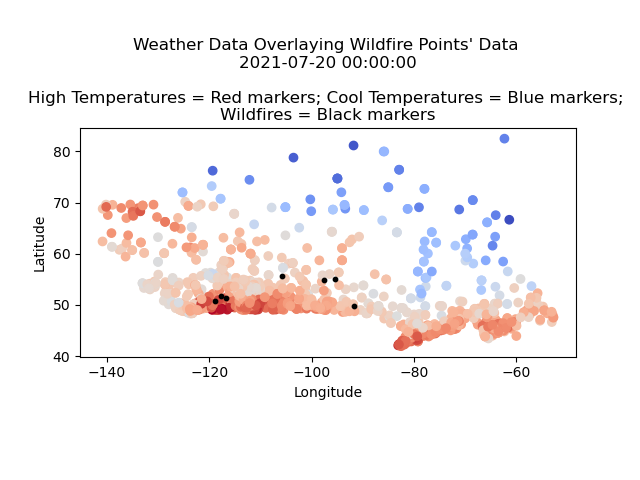 Weather Data Overlaying Wildfire Points' Data
2021-07-20 00:00:00
High Temperatures = Red markers; Cool Temperatures = Blue markers;
Wildfires = Black markers
80
70
60
50
40
Latitude
−140
−120
−100
−80
−60
Longitude